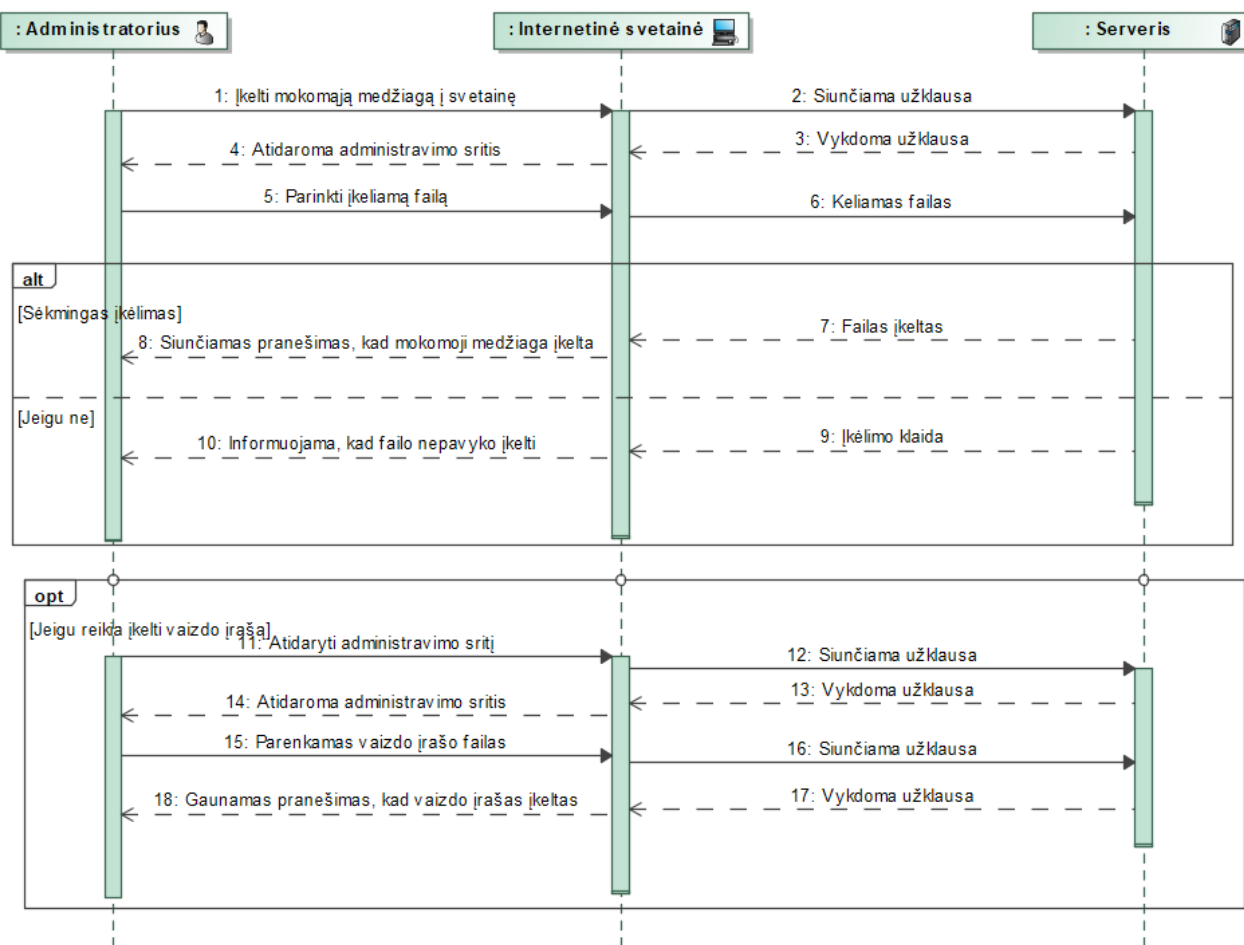 : Administratorius
: Internetinė svetainė
: Serveris
1: Įkelti mokomąją medžiagą į svetainę
2: Siunčiama užklausa
3: Vykdoma užklausa
4: Atidaroma administravimo sritis
5: Parinkti įkeliamą failą
6: Keliamas failas
alt
[Sėkmingas įkėlimas]
7: Failas įkeltas
8: Siunčiamas pranešimas, kad mokomoji medžiaga įkelta
[Jeigu ne]
9: Įkėlimo klaida
10: Informuojama, kad failo nepavyko įkelti
opt
[Jeigu reikia įkelti vaizdo įrašą]
11: Atidaryti administravimo sritį
12: Siunčiama užklausa
13: Vykdoma užklausa
14: Atidaroma administravimo sritis
15: Parenkamas vaizdo įrašo failas
16: Siunčiama užklausa
17: Vykdoma užklausa
18: Gaunamas pranešimas, kad vaizdo įrašas įkeltas